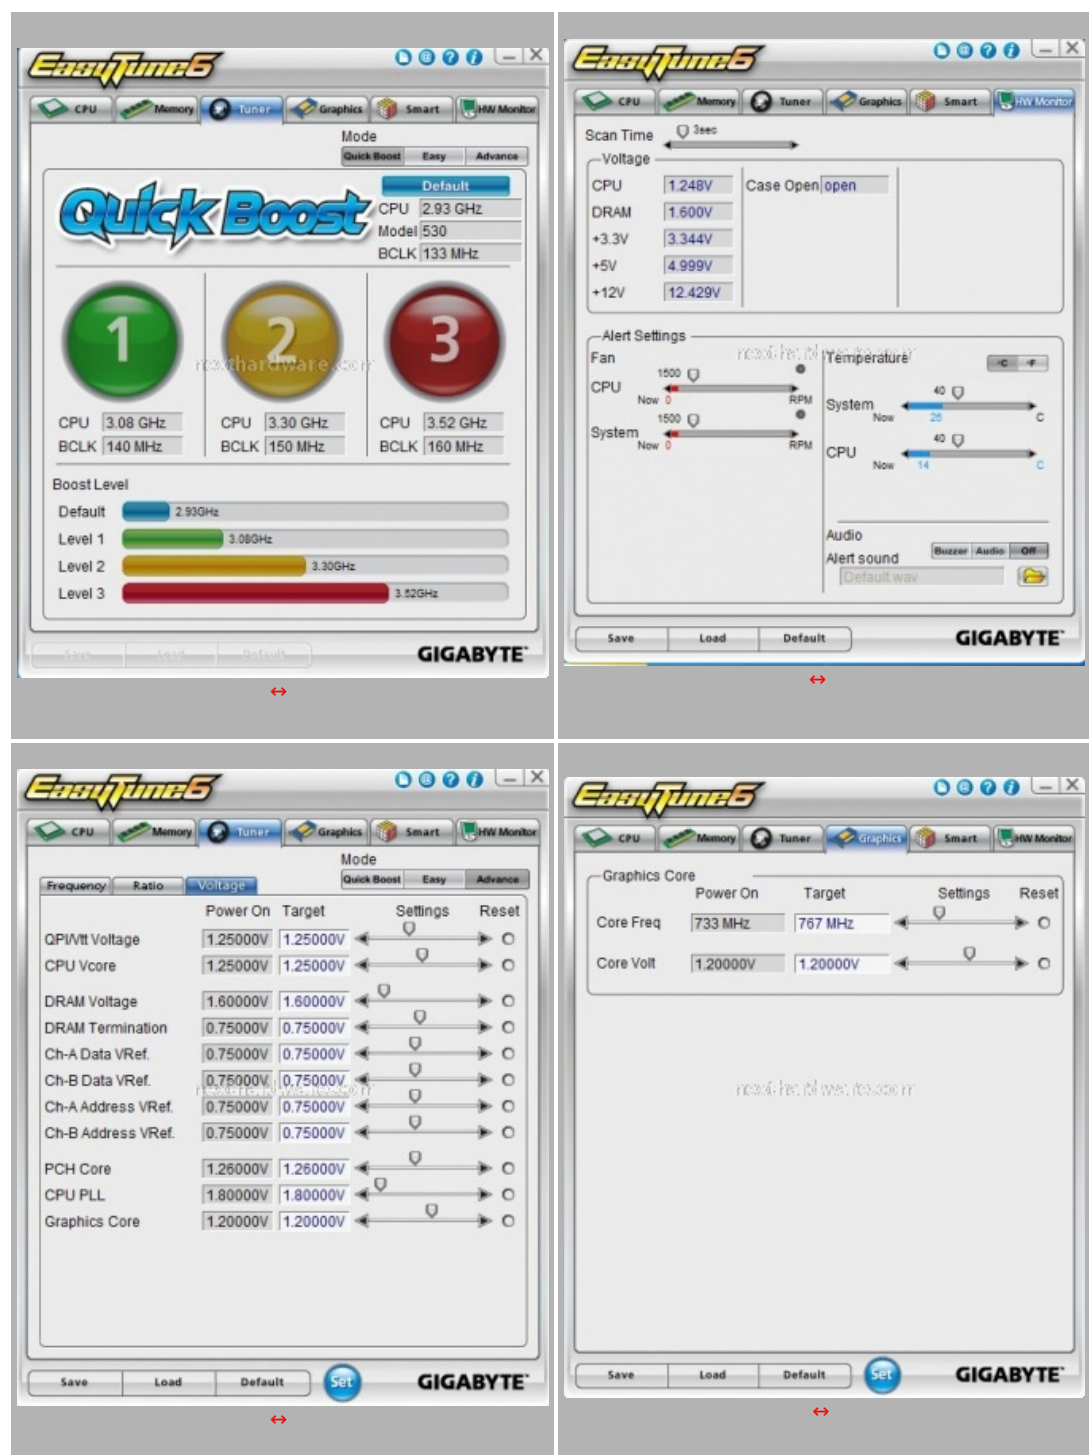 EasyTune6
CPU Memory Tuner Graphics Smart HW Monitor
Mode
Quick Boost Easy Advance
Quick Boost
Default
CPU 2.93 GHz
Model 530
BCLK 133 MHz
1 2 3
nexthardware.com
CPU 3.08 GHz CPU 3.30 GHz CPU 3.52 GHz
BCLK 140 MHz BCLK 150 MHz BCLK 160 MHz
Boost Level
Default 2.93GHz
Level 1 3.08GHz
Level 2 3.30GHz
Level 3 3.52GHz
Save Load Default
GIGABYTE
EasyTune6
CPU Memory Tuner Graphics Smart HW Monitor
Scan Time 3sec
Voltage
CPU 1.248V Case Open open
DRAM 1.600V
+3.3V 3.344V
+5V 4.999V
+12V 12.429V
Alert Settings
nexthardware.com
Fan Temperature °C °F
1500
CPU
Now 0 RPM
1500
System
Now 0 RPM
40
System
Now 26 C
40
CPU
Now 14 C
Audio
Alert sound Buzzer Audio Off
Default.wav
Save Load Default
GIGABYTE
EasyTune6
CPU Memory Tuner Graphics Smart HW Monitor
Mode
Frequency Ratio Voltage Quick Boost Easy Advance
Power On Target Settings Reset
QPI/Vtt Voltage 1.25000V 1.25000V
CPU Vcore 1.25000V 1.25000V
DRAM Voltage 1.60000V 1.60000V
DRAM Termination 0.75000V 0.75000V
Ch-A Data VRef. 0.75000V 0.75000V
Ch-B Data VRef. 0.75000V 0.75000V
nexthardware.com
Ch-A Address VRef. 0.75000V 0.75000V
Ch-B Address VRef. 0.75000V 0.75000V
PCH Core 1.26000V 1.26000V
CPU PLL 1.80000V 1.80000V
Graphics Core 1.20000V 1.20000V
Save Load Default Set
GIGABYTE
EasyTune6
CPU Memory Tuner Graphics Smart HW Monitor
Graphics Core
Power On Target Settings Reset
Core Freq 733 MHz 767 MHz
Core Volt 1.20000V 1.20000V
nexthardware.com
Save Load Default Set
GIGABYTE